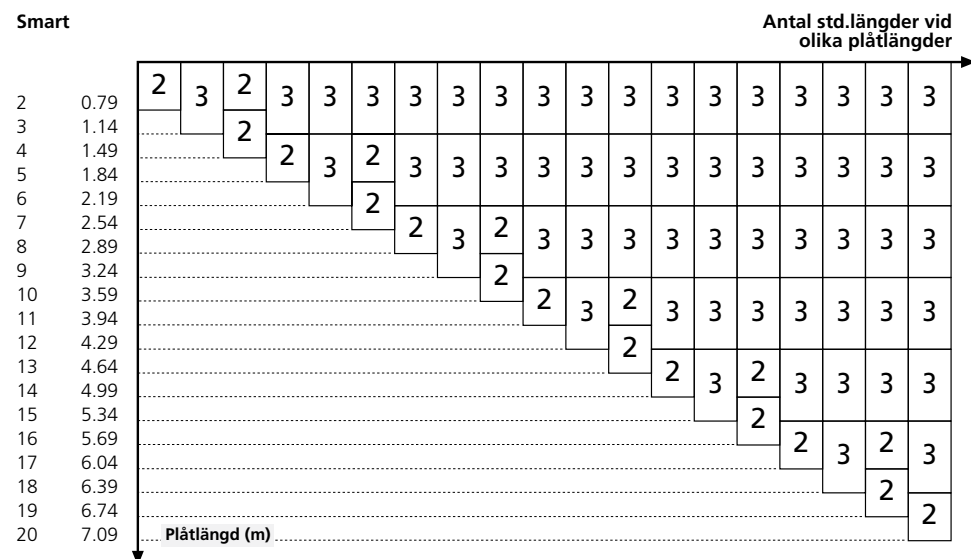 Smart
Antal std.längder vid
olika plåtlängder
2 3 2 3 3 3 3 3 3 3 3 3 3 3 3 3 3 3 3
2 0.79
3 1.14 2
4 1.49 2 3 2 3 3 3 3 3 3 3 3 3 3 3 3 3
5 1.84
6 2.19 2
7 2.54 2 3 2 3 3 3 3 3 3 3 3 3 3
8 2.89
9 3.24 2
10 3.59 2 3 2 3 3 3 3 3 3 3
11 3.94
12 4.29 2
13 4.64 2 3 2 3 3 3 3
14 4.99
15 5.34 2
16 5.69 2 3 2 3
17 6.04
18 6.39 2
19 6.74 2
20 7.09 Plåtlängd (m)